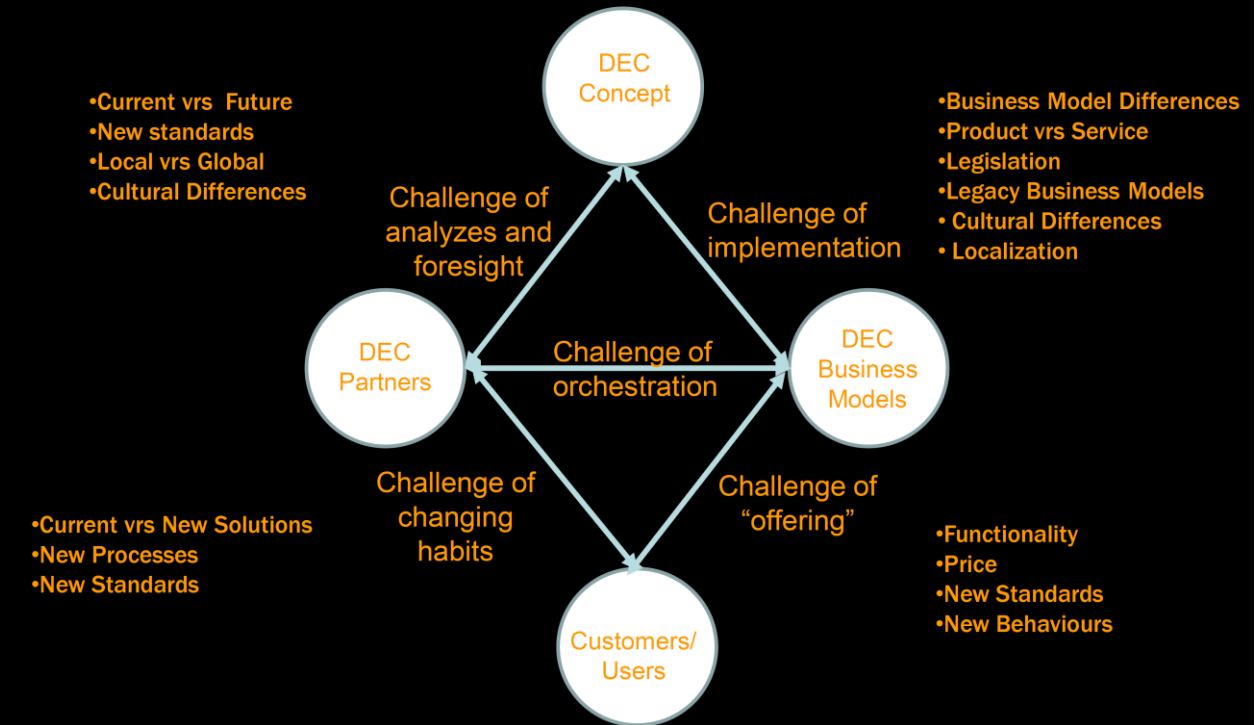 DEC
Concept
•Current vrs Future
•New standards
•Local vrs Global
•Cultural Differences
•Business Model Differences
•Product vrs Service
•Legislation
•Legacy Business Models
• Cultural Differences
• Localization
Challenge of
analyzes and
foresight
Challenge of
implementation
DEC
Partners
Challenge of
orchestration
DEC
Business
Models
Challenge of
changing
habits
Challenge of
“offering”
•Current vrs New Solutions
•New Processes
•New Standards
•Functionality
•Price
•New Standards
•New Behaviours
Customers/
Users